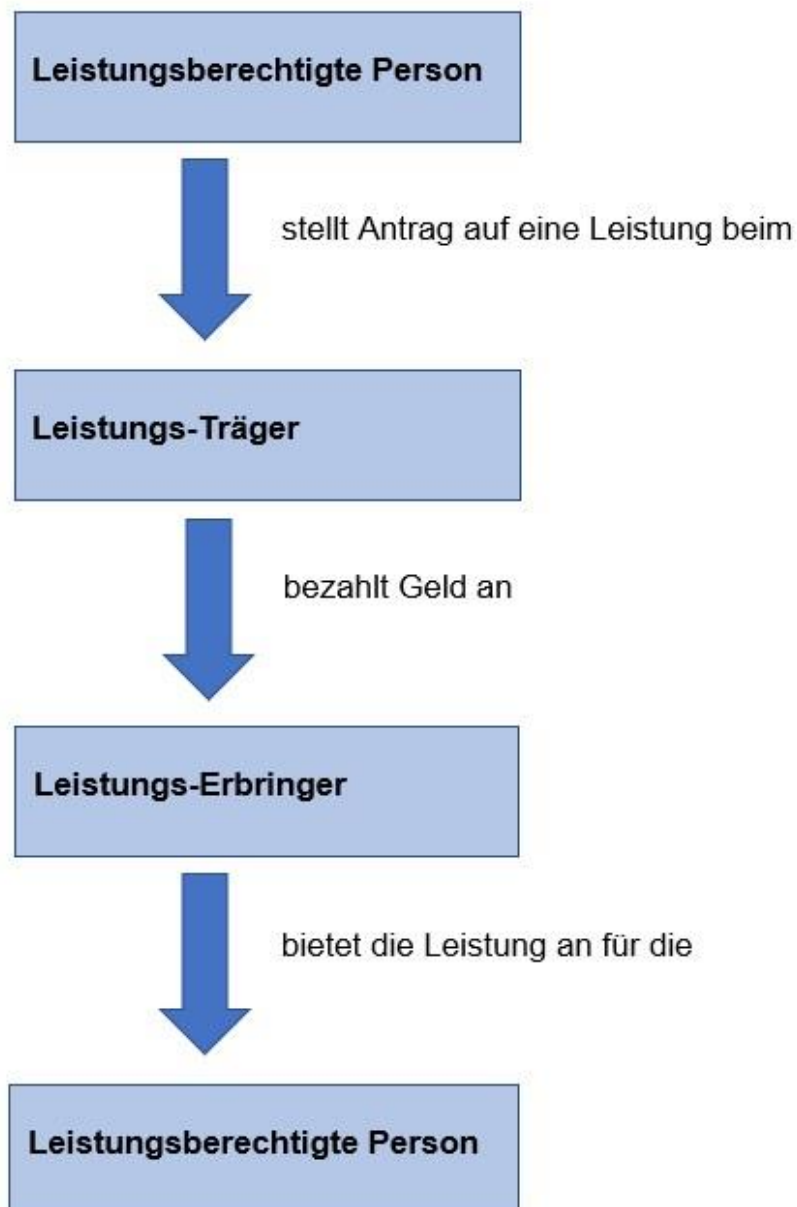 Leistungsberechtigte Person
stellt Antrag auf eine Leistung beim
Leistungs-Träger
bezahlt Geld an
Leistungs-Erbringer
bietet die Leistung an für die
Leistungsberechtigte Person